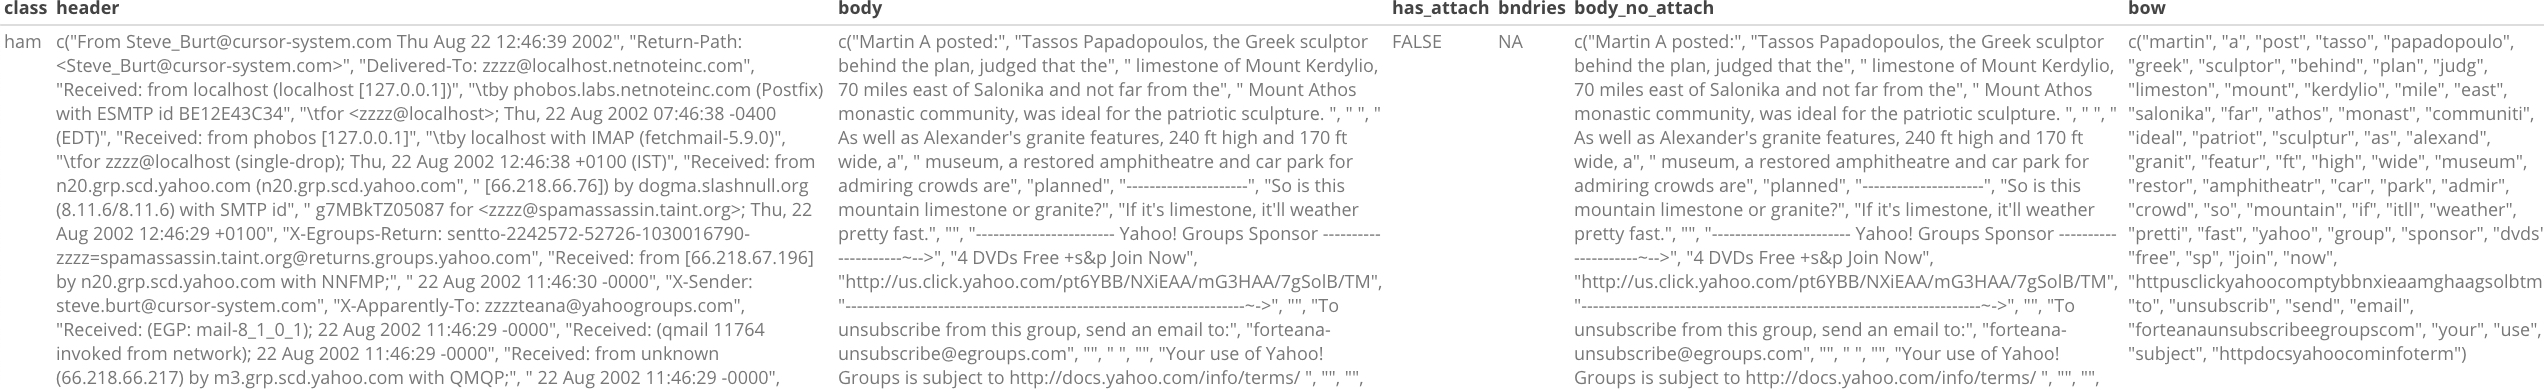 class header body has_attach bndries body_no_attach bow
ham
c("From Steve_Burt@cursor-system.com Thu Aug 22 12:46:39 2002", "Return-Path:
<Steve_Burt@cursor-system.com>", "Delivered-To: zzzz@localhost.netnoteinc.com",
"Received: from localhost (localhost [127.0.0.1])", "\tby phobos.labs.netnoteinc.com (Postfix)
with ESMTP id BE12E43C34", "\tfor <zzzz@localhost>; Thu, 22 Aug 2002 07:46:38 -0400
(EDT)", "Received: from phobos [127.0.0.1]", "\tby localhost with IMAP (fetchmail-5.9.0)",
"\tfor zzzz@localhost (single-drop); Thu, 22 Aug 2002 12:46:38 +0100 (IST)", "Received: from
n20.grp.scd.yahoo.com (n20.grp.scd.yahoo.com", " [66.218.66.76]) by dogma.slashnull.org
(8.11.6/8.11.6) with SMTP id", " g7MBkTZ05087 for <zzzz@spamassassin.taint.org>; Thu, 22
Aug 2002 12:46:29 +0100", "X-Egroups-Return: sentto-2242572-52726-1030016790-
zzzz=spamassassin.taint.org@returns.groups.yahoo.com", "Received: from [66.218.67.196]
by n20.grp.scd.yahoo.com with NNFMP;", " 22 Aug 2002 11:46:30 -0000", "X-Sender:
steve.burt@cursor-system.com", "X-Apparently-To: zzzzteana@yahoogroups.com",
"Received: (EGP: mail-8_1_0_1); 22 Aug 2002 11:46:29 -0000", "Received: (qmail 11764
invoked from network); 22 Aug 2002 11:46:29 -0000", "Received: from unknown
(66.218.66.217) by m3.grp.scd.yahoo.com with QMQP;", " 22 Aug 2002 11:46:29 -0000",
c("Martin A posted:", "Tassos Papadopoulos, the Greek sculptor
behind the plan, judged that the", " limestone of Mount Kerdylio,
70 miles east of Salonika and not far from the", " Mount Athos
monastic community, was ideal for the patriotic sculpture. ", " ", "
As well as Alexander's granite features, 240 ft high and 170 ft
wide, a", " museum, a restored amphitheatre and car park for
admiring crowds are", "planned", "---------------------", "So is this
mountain limestone or granite?", "If it's limestone, it'll weather
pretty fast.", "", "------------------------ Yahoo! Groups Sponsor ----------
-----------~-->", "4 DVDs Free +s&p Join Now",
"http://us.click.yahoo.com/pt6YBB/NXiEAA/mG3HAA/7gSolB/TM",
"---------------------------------------------------------------------~->", "", "To
unsubscribe from this group, send an email to:", "forteana-
unsubscribe@egroups.com", "", " ", "", "Your use of Yahoo!
Groups is subject to http://docs.yahoo.com/info/terms/ ", "", "",
FALSE
NA
c("Martin A posted:", "Tassos Papadopoulos, the Greek sculptor
behind the plan, judged that the", " limestone of Mount Kerdylio,
70 miles east of Salonika and not far from the", " Mount Athos
monastic community, was ideal for the patriotic sculpture. ", " ", "
As well as Alexander's granite features, 240 ft high and 170 ft
wide, a", " museum, a restored amphitheatre and car park for
admiring crowds are", "planned", "---------------------", "So is this
mountain limestone or granite?", "If it's limestone, it'll weather
pretty fast.", "", "------------------------ Yahoo! Groups Sponsor ----------
-----------~-->", "4 DVDs Free +s&p Join Now",
"http://us.click.yahoo.com/pt6YBB/NXiEAA/mG3HAA/7gSolB/TM",
"---------------------------------------------------------------------~->", "", "To
unsubscribe from this group, send an email to:", "forteana-
unsubscribe@egroups.com", "", " ", "", "Your use of Yahoo!
Groups is subject to http://docs.yahoo.com/info/terms/ ", "", "",
c("martin", "a", "post", "tasso", "papadopoulo",
"greek", "sculptor", "behind", "plan", "judg",
"limeston", "mount", "kerdylio", "mile", "east",
"salonika", "far", "athos", "monast", "communiti",
"ideal", "patriot", "sculptur", "as", "alexand",
"granit", "featur", "ft", "high", "wide", "museum",
"restor", "amphitheatr", "car", "park", "admir",
"crowd", "so", "mountain", "if", "itll", "weather",
"pretti", "fast", "yahoo", "group", "sponsor", "dvds"
"free", "sp", "join", "now",
"httpusclickyahoocomptybbnxieaamghaagsolbtm
"to", "unsubscrib", "send", "email",
"forteanaunsubscribeegroupscom", "your", "use",
"subject", "httpdocsyahoocominfoterm")